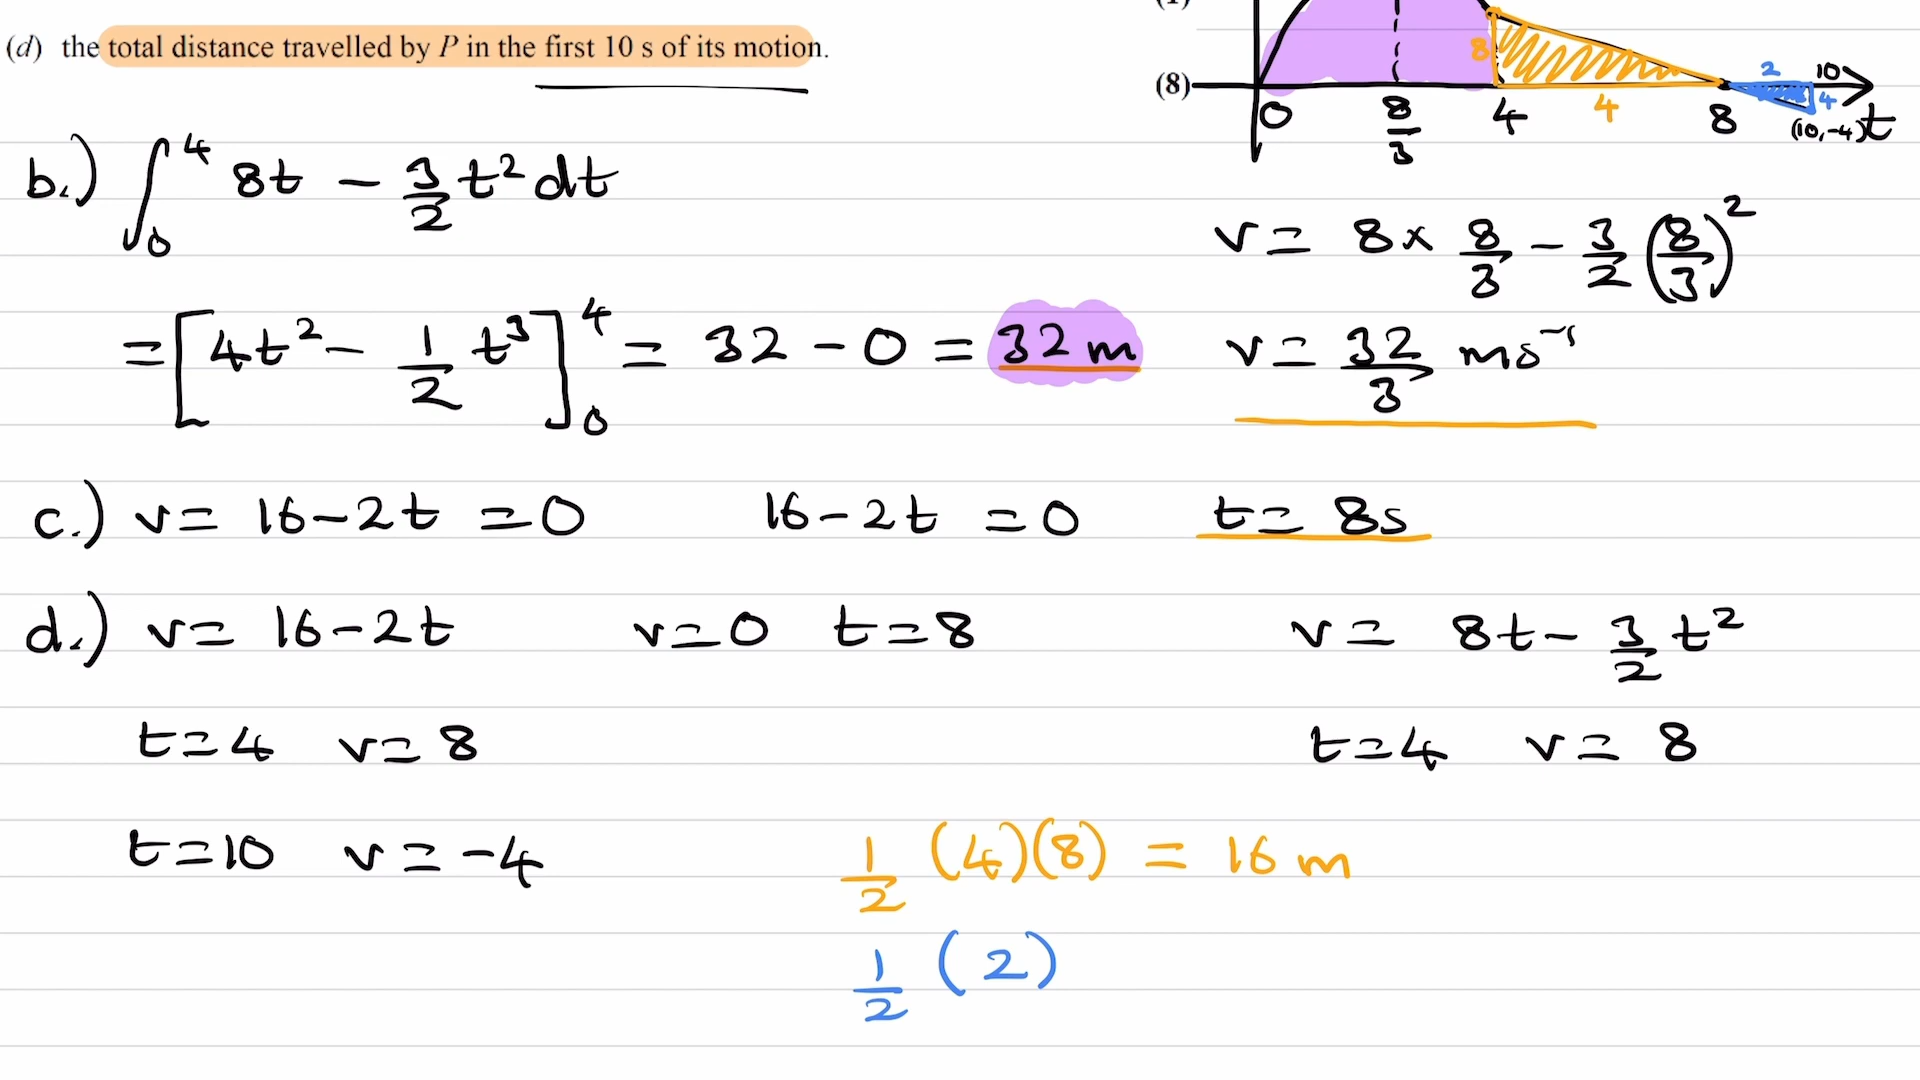 (d) the total distance travelled by P in the first 10 s of its motion.
(8)
8 2 10 4
0 8/3 4 4 8 (10,-4) t
b.) ∫₀⁴ 8t - 3/2 t² dt
v = 8 × 8/3 - 3/2 (8/3)²
= [4t² - 1/2 t³]₀⁴ = 32 - 0 = 32 m
v = 32/3 ms⁻¹
c.) v = 16-2t = 0 16-2t = 0 t = 8s
d.) v = 16-2t v=0 t=8 v = 8t - 3/2 t²
t=4 v=8 t=4 v = 8
t=10 v = -4 1/2 (4)(8) = 16 m
1/2 (2)